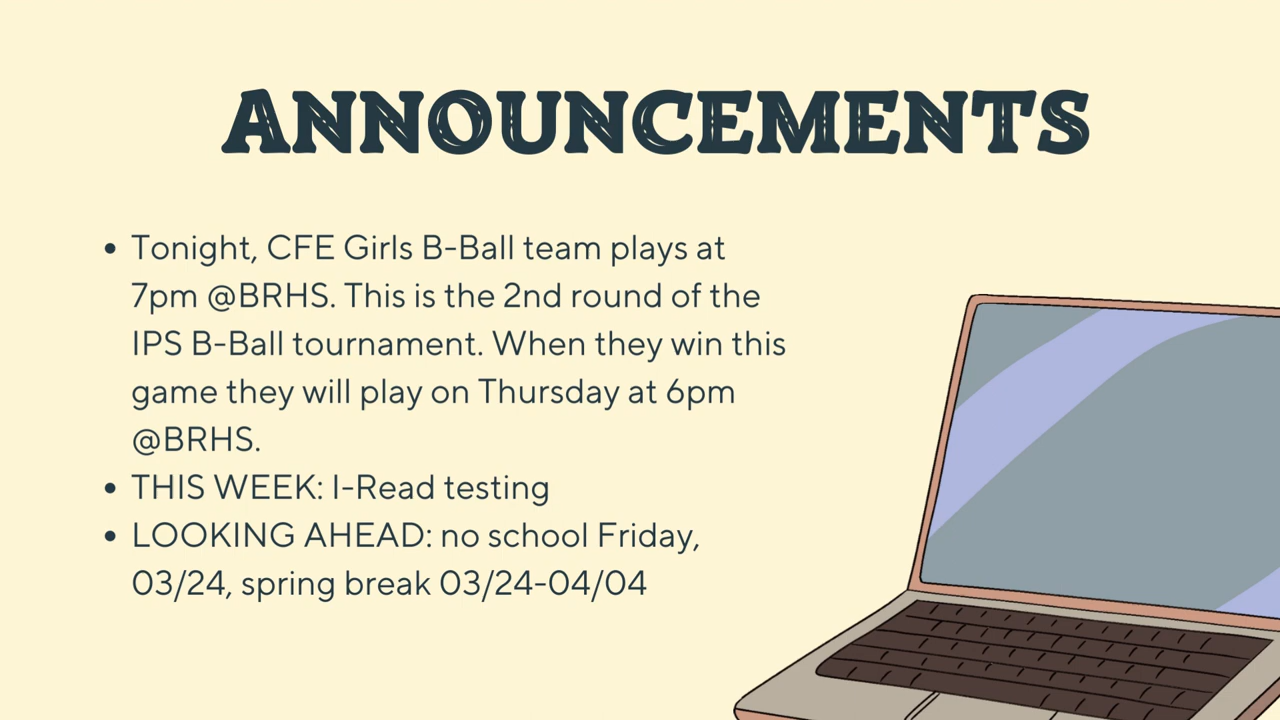 ANNOUNCEMENTS
• Tonight, CFE Girls B-Ball team plays at
7pm @BRHS. This is the 2nd round of the
IPS B-Ball tournament. When they win this
game they will play on Thursday at 6pm
@BRHS.
• THIS WEEK: I-Read testing
• LOOKING AHEAD: no school Friday,
03/24, spring break 03/24-04/04